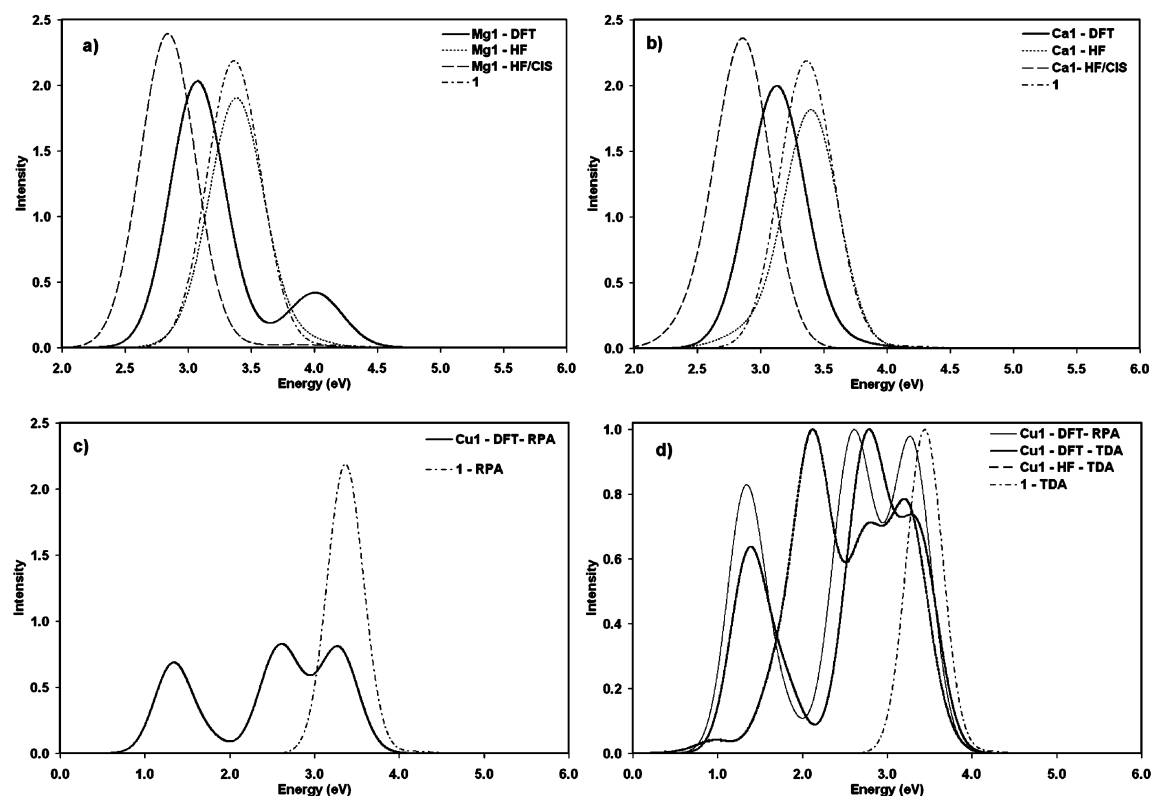 a)
Mg1 - DFT
Mg1 - HF
Mg1 - HF/CIS
1
Intensity
2.5
2.0
1.5
1.0
0.5
0.0
2.0 2.5 3.0 3.5 4.0 4.5 5.0 5.5 6.0
Energy (eV)
b)
Ca1 - DFT
Ca1 - HF
Ca1- HF/CIS
1
Intensity
2.5
2.0
1.5
1.0
0.5
0.0
2.0 2.5 3.0 3.5 4.0 4.5 5.0 5.5 6.0
Energy (eV)
c)
Cu1 - DFT- RPA
1 - RPA
Intensity
2.5
2.0
1.5
1.0
0.5
0.0
0.0 1.0 2.0 3.0 4.0 5.0 6.0
Energy (eV)
d)
Cu1 - DFT- RPA
Cu1 - DFT - TDA
Cu1 - HF - TDA
1 - TDA
Intensity
1.0
0.8
0.6
0.4
0.2
0.0
0.0 1.0 2.0 3.0 4.0 5.0 6.0
Energy (eV)